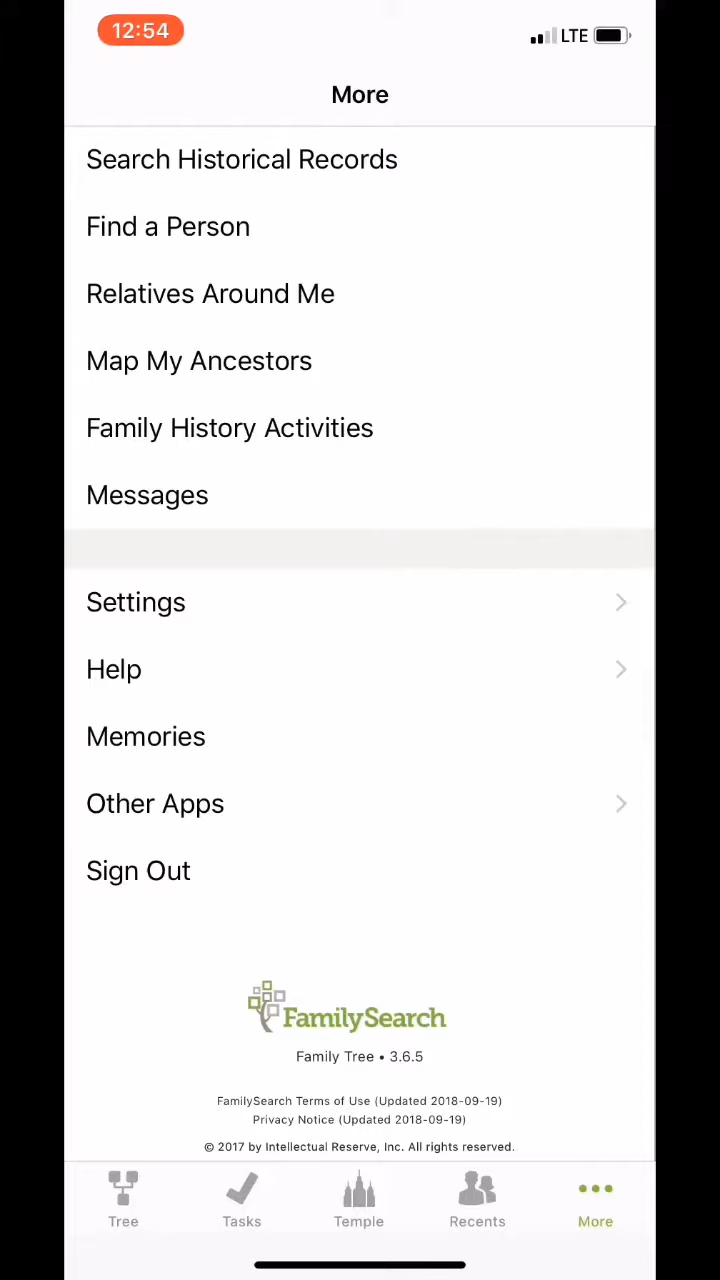 12:54
LTE
More
Search Historical Records
Find a Person
Relatives Around Me
Map My Ancestors
Family History Activities
Messages
Settings
Help
Memories
Other Apps
Sign Out
FamilySearch
Family Tree • 3.6.5
FamilySearch Terms of Use (Updated 2018-09-19)
Privacy Notice (Updated 2018-09-19)
© 2017 by Intellectual Reserve, Inc. All rights reserved.
Tree Tasks Temple Recents More